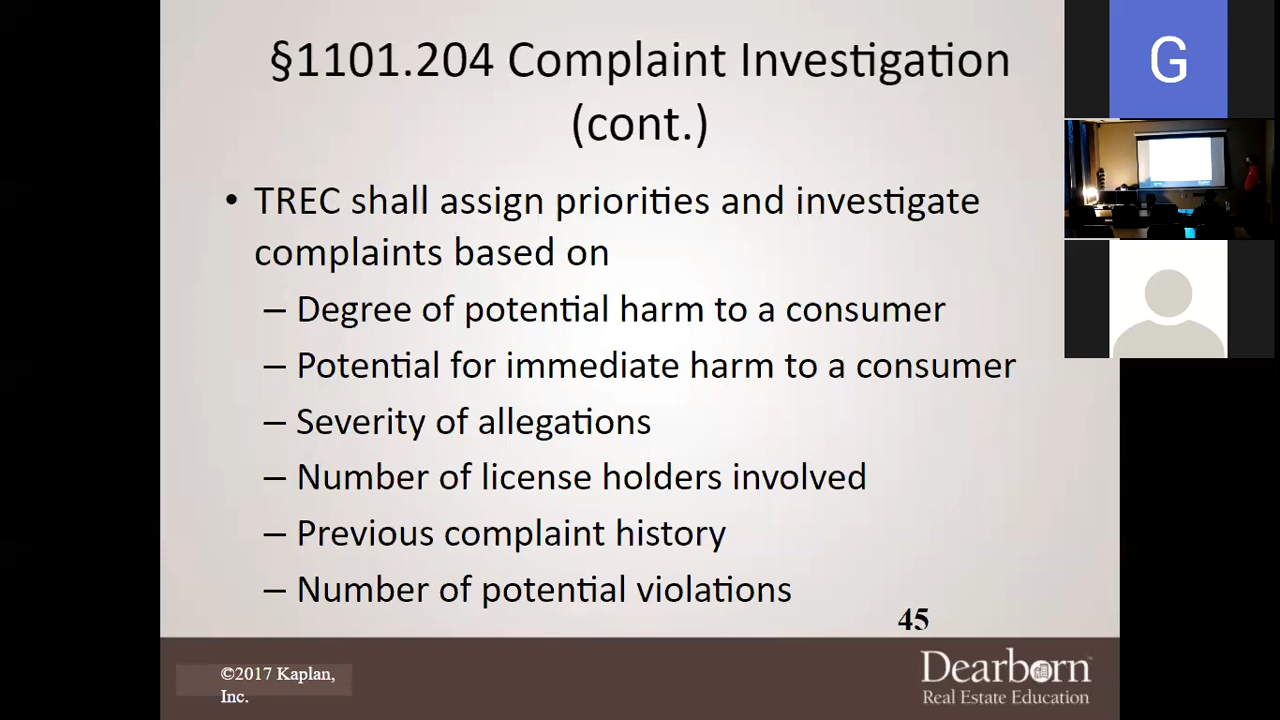 §1101.204 Complaint Investigation
(cont.)
• TREC shall assign priorities and investigate
complaints based on
– Degree of potential harm to a consumer
– Potential for immediate harm to a consumer
– Severity of allegations
– Number of license holders involved
– Previous complaint history
– Number of potential violations
45
©2017 Kaplan,
Inc.
Dearborn
Real Estate Education
G